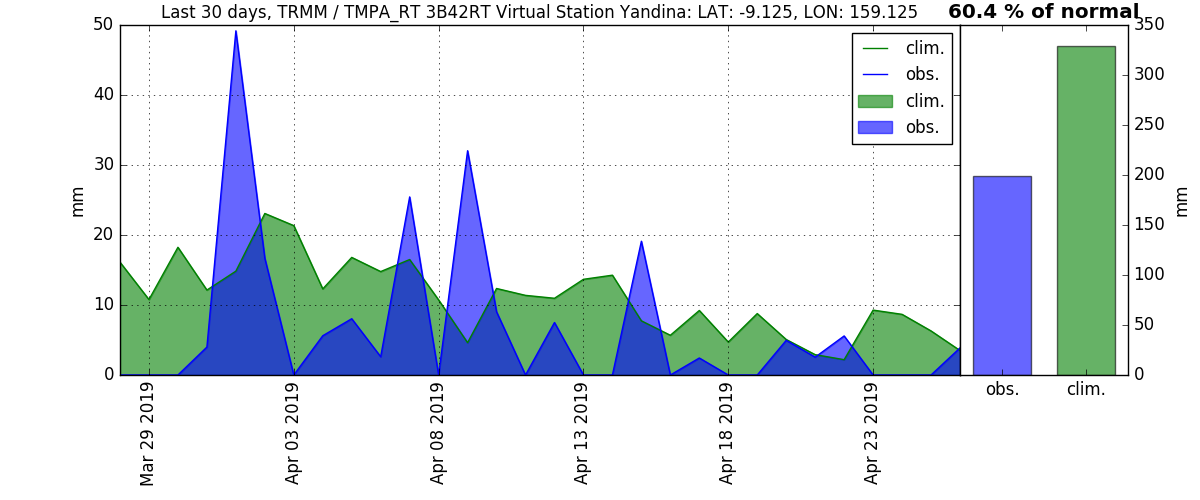 Last 30 days, TRMM / TMPA_RT 3B42RT Virtual Station Yandina: LAT: -9.125, LON: 159.125
60.4 % of normal
50
40
30
20
10
0
mm
clim.
obs.
clim.
obs.
350
300
250
200
150
100
50
0
mm
obs.
clim.
Mar 29 2019
Apr 03 2019
Apr 08 2019
Apr 13 2019
Apr 18 2019
Apr 23 2019